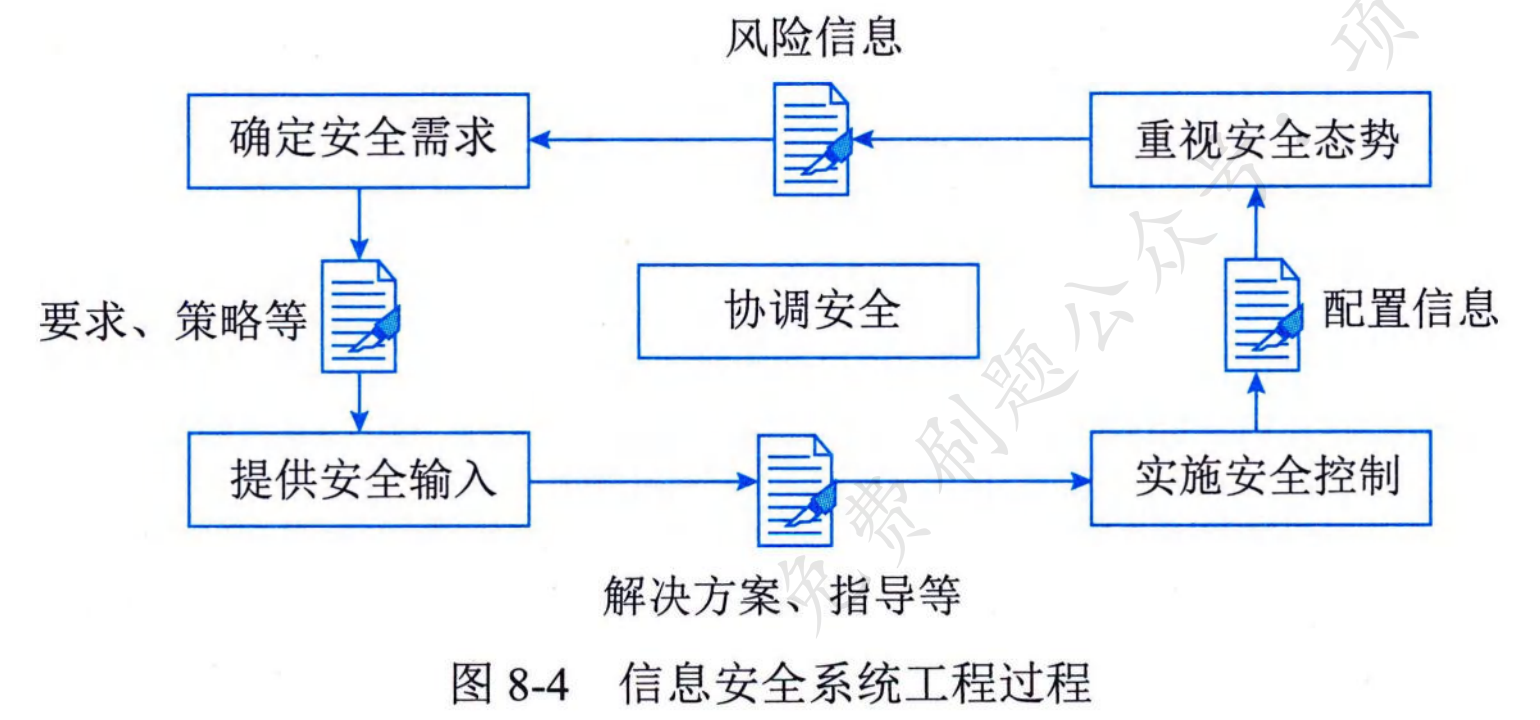 风险信息
确定安全需求
重视安全态势
要求、策略等
协调安全
配置信息
提供安全输入
实施安全控制
解决方案、指导等
图 8-4 信息安全系统工程过程
免费刷题公众号：项